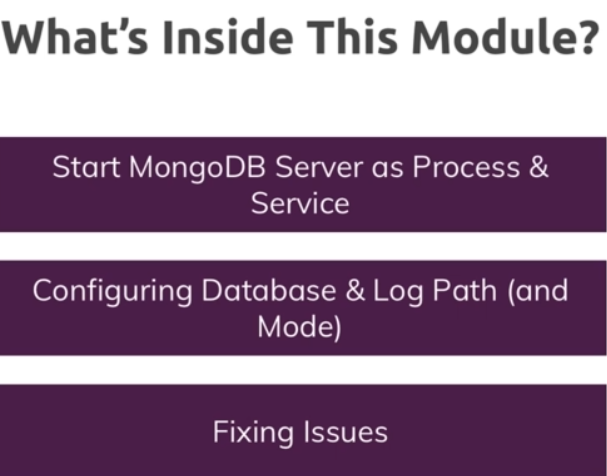 What's Inside This Module?
Start MongoDB Server as Process &
Service
Configuring Database & Log Path (and
Mode)
Fixing Issues